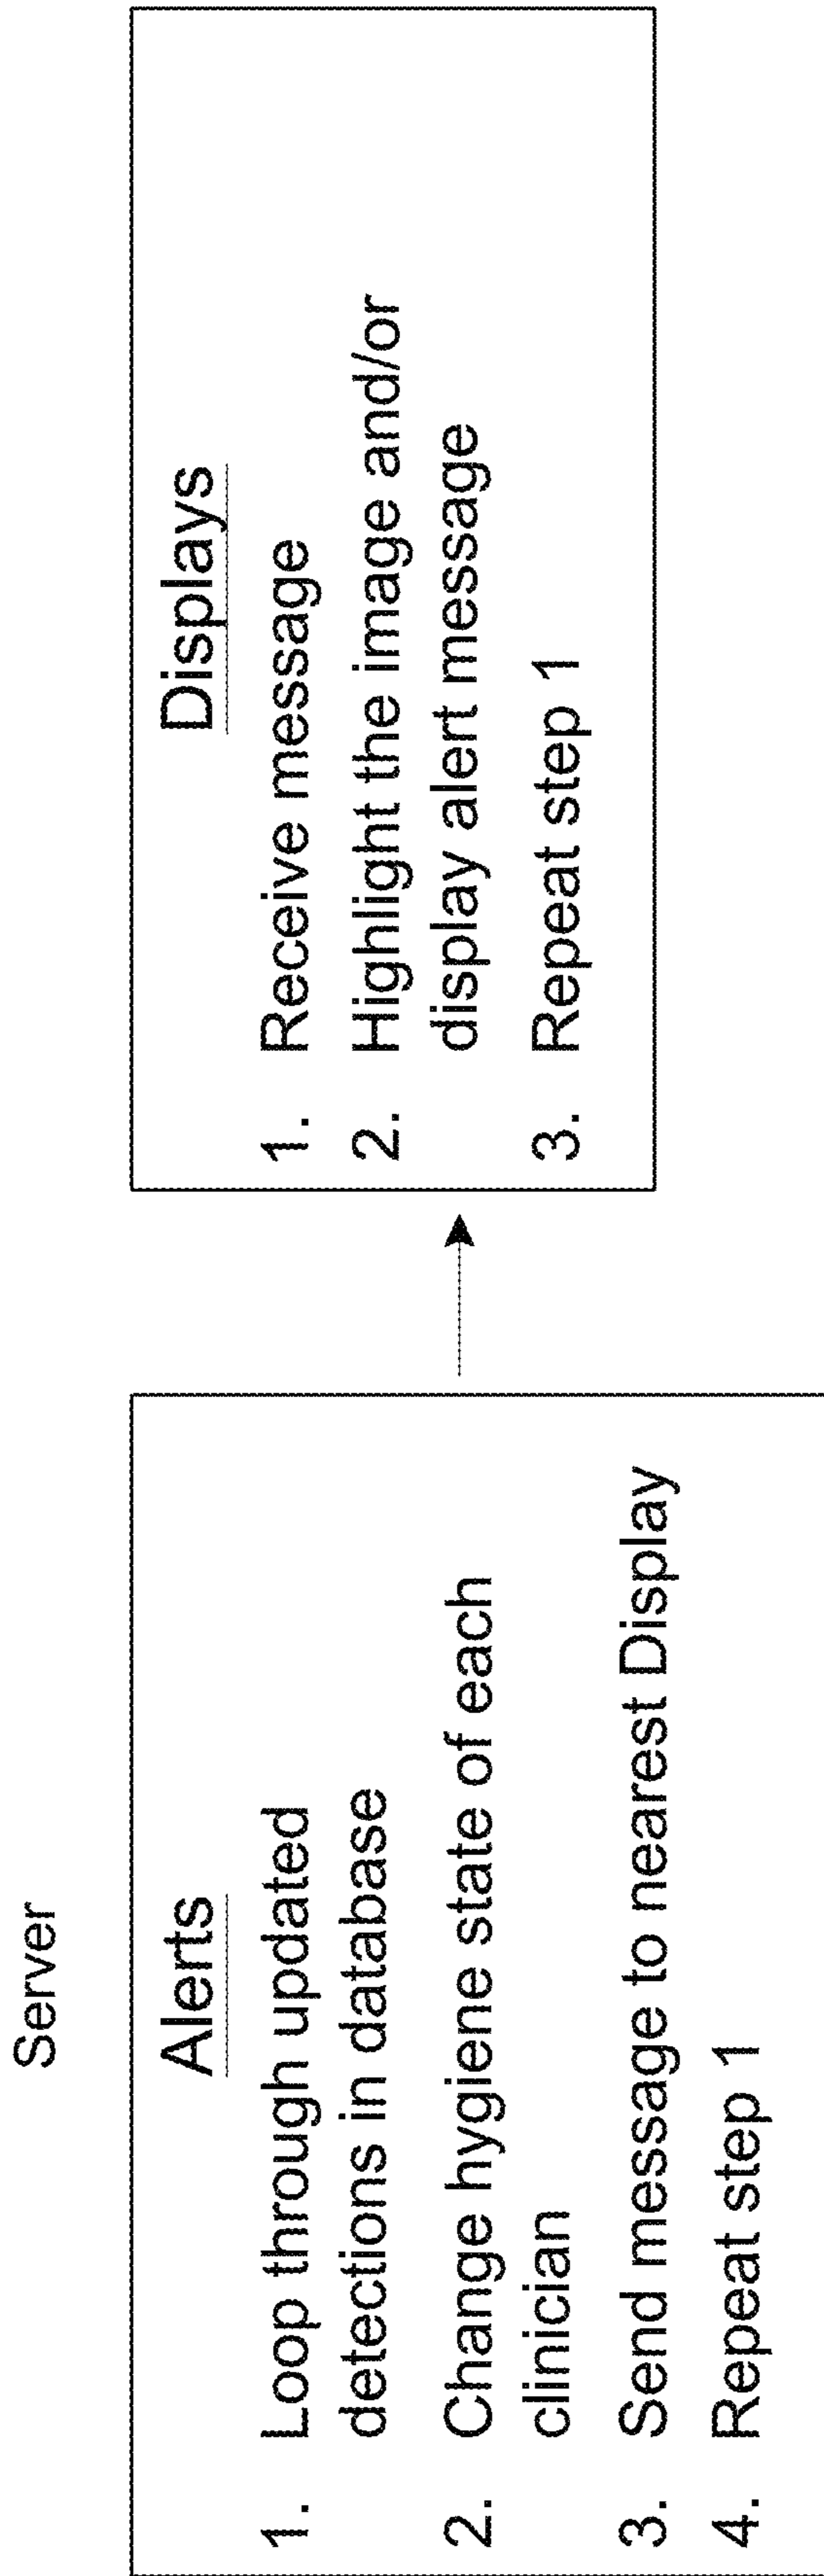 Server
Alerts
1. Loop through updated
detections in database
2. Change hygiene state of each
clinician
3. Send message to nearest Display
4. Repeat step 1
Displays
1. Receive message
2. Highlight the image and/or
display alert message
3. Repeat step 1